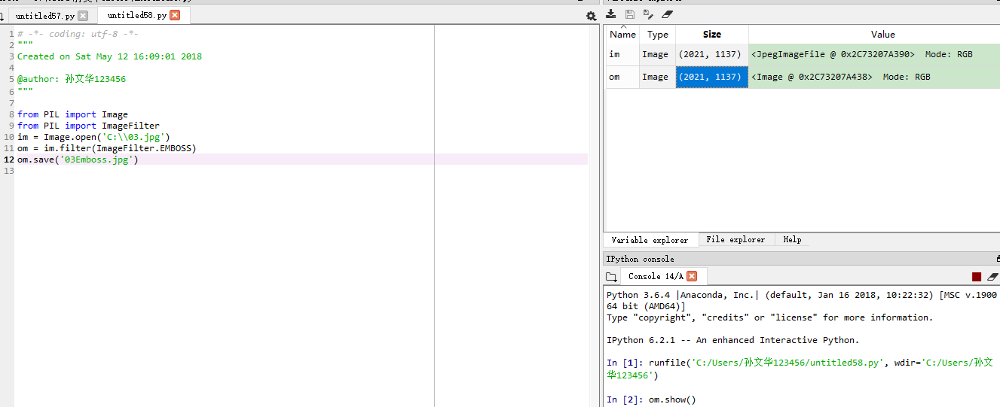 untitled57.py
untitled58.py
1 # -*- coding: utf-8 -*-
2 """
3 Created on Sat May 12 16:09:01 2018
4
5 @author: 孙文华123456
6 """
7
8 from PIL import Image
9 from PIL import ImageFilter
10 im = Image.open('C:\\03.jpg')
11 om = im.filter(ImageFilter.EMBOSS)
12 om.save('03Emboss.jpg')
13
Name Type Size Value
im Image (2021, 1137) <JpegImageFile @ 0x2C73207A390> Mode: RGB
om Image (2021, 1137) <Image @ 0x2C73207A438> Mode: RGB
Variable explorer File explorer Help
IPython console
Console 14/A
Python 3.6.4 |Anaconda, Inc.| (default, Jan 16 2018, 10:22:32) [MSC v.1900
64 bit (AMD64)]
Type "copyright", "credits" or "license" for more information.
IPython 6.2.1 -- An enhanced Interactive Python.
In [1]: runfile('C:/Users/孙文华123456/untitled58.py', wdir='C:/Users/孙文
华123456')
In [2]: om.show()